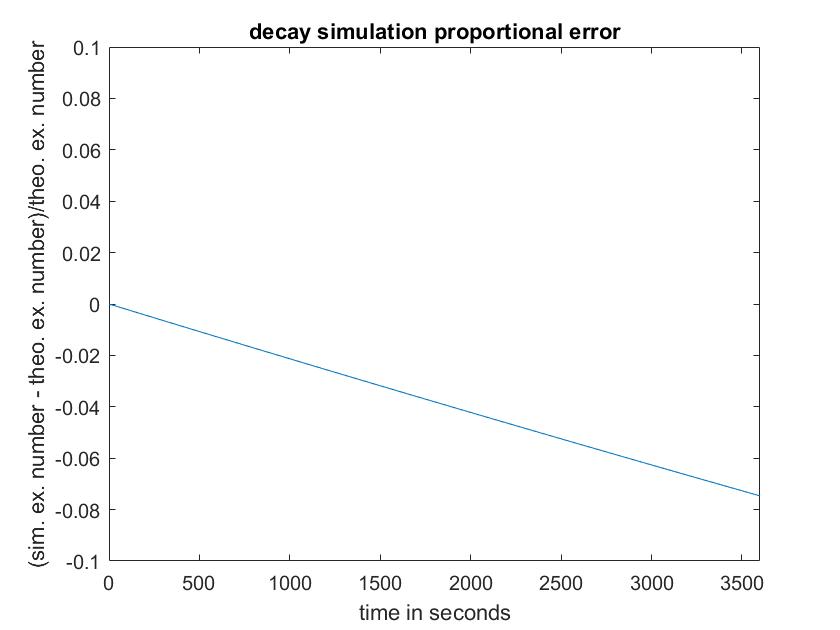 decay simulation proportional error
(sim. ex. number - theo. ex. number)/theo. ex. number
0.1
0.08
0.06
0.04
0.02
0
-0.02
-0.04
-0.06
-0.08
-0.1
0 500 1000 1500 2000 2500 3000 3500
time in seconds